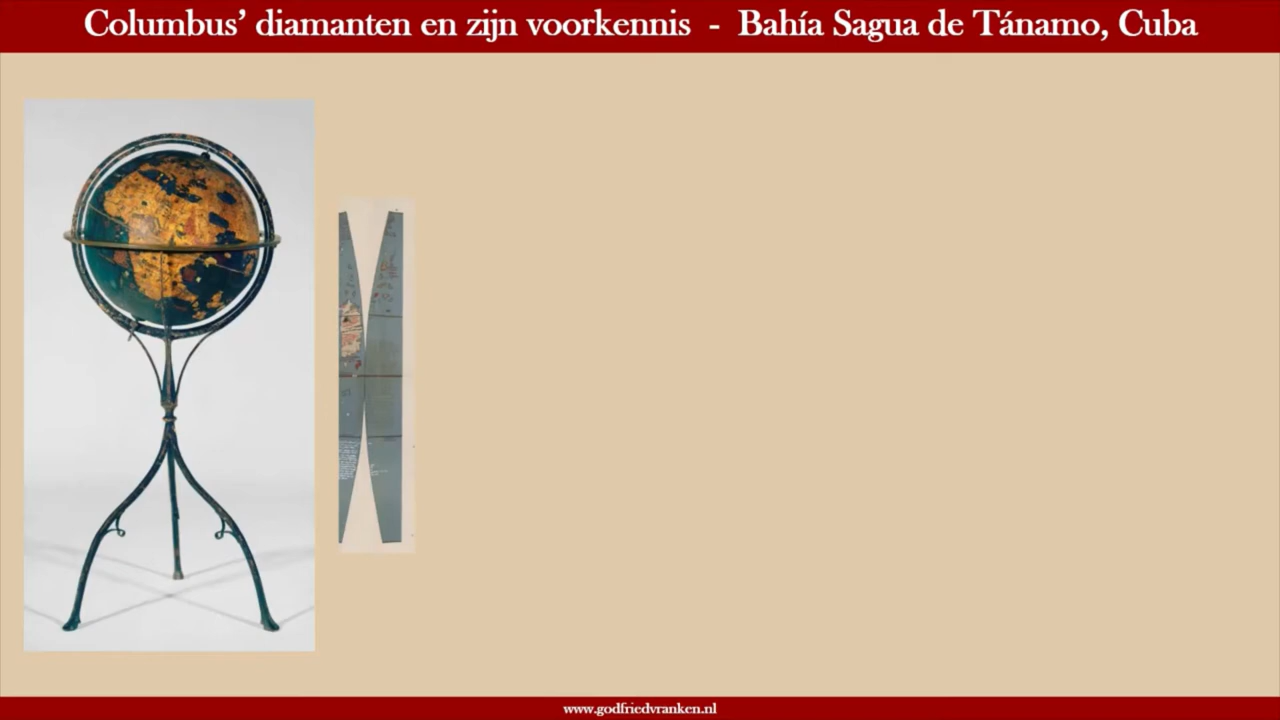 Columbus’ diamanten en zijn voorkennis - Bahía Sagua de Tánamo, Cuba
www.godfriedvranken.nl